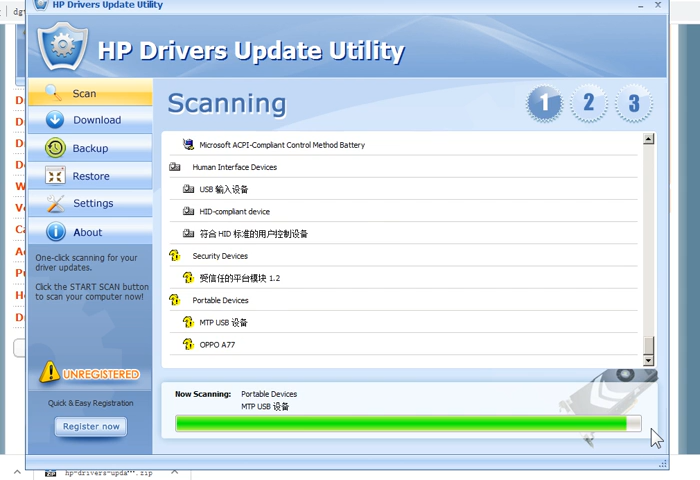 HP Drivers Update Utility
HP Drivers Update Utility
Scan
Download
Backup
Restore
Settings
About
One-click scanning for your
driver updates.
Click the START SCAN button
to scan your computer now!
UNREGISTERED
Quick & Easy Registration
Register now
Scanning
1 2 3
Microsoft ACPI-Compliant Control Method Battery
Human Interface Devices
USB 输入设备
HID-compliant device
符合 HID 标准的用户控制设备
Security Devices
受信任的平台模块 1.2
Portable Devices
MTP USB 设备
OPPO A77
Now Scanning: Portable Devices
MTP USB 设备